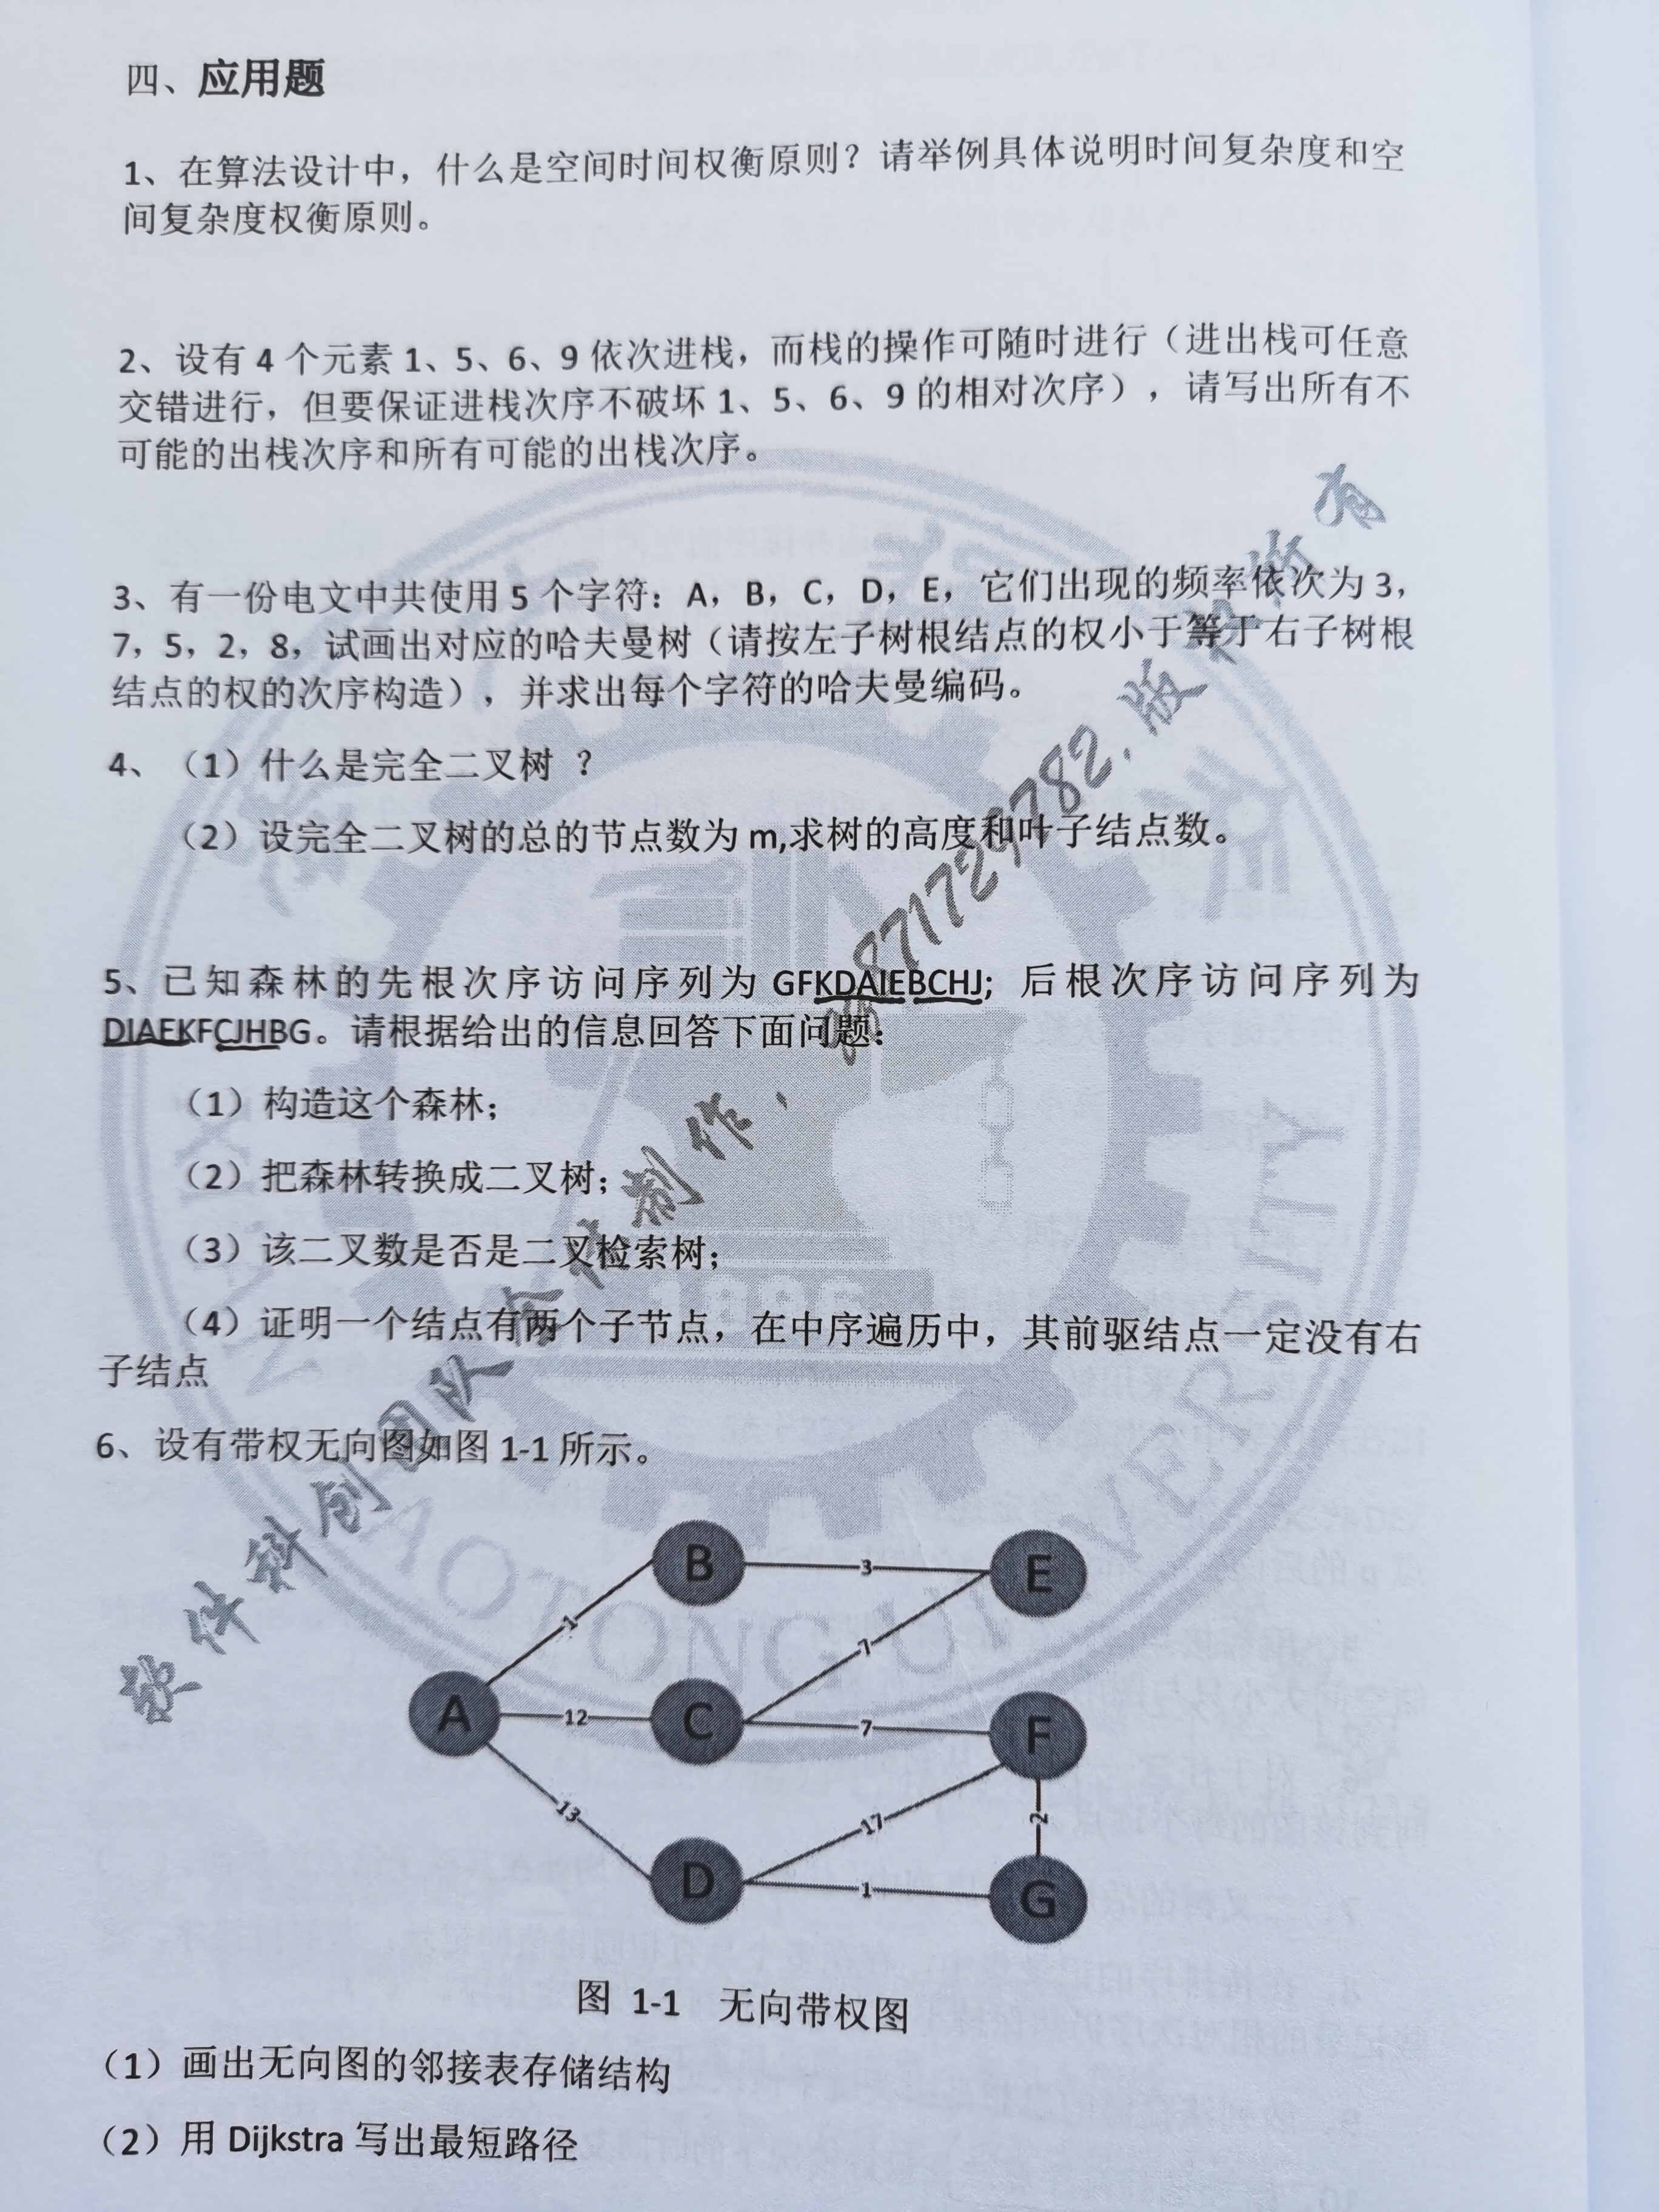 四、应用题
1、在算法设计中，什么是空间时间权衡原则？请举例具体说明时间复杂度和空
间复杂度权衡原则。
2、设有 4 个元素 1、5、6、9 依次进栈，而栈的操作可随时进行（进出栈可任意
交错进行，但要保证进栈次序不破坏 1、5、6、9 的相对次序），请写出所有不
可能的出栈次序和所有可能的出栈次序。
3、有一份电文中共使用 5 个字符：A，B，C，D，E，它们出现的频率依次为 3，
7，5，2，8，试画出对应的哈夫曼树（请按左子树根结点的权小于等于右子树根
结点的权的次序构造），并求出每个字符的哈夫曼编码。
4、（1）什么是完全二叉树 ？
（2）设完全二叉树的总的节点数为 m,求树的高度和叶子结点数。
5、已知森林的先根次序访问序列为 GFKDAIEBCHJ; 后根次序访问序列为
DIAEKFCJHBG。请根据给出的信息回答下面问题：
（1）构造这个森林；
（2）把森林转换成二叉树；
（3）该二叉数是否是二叉检索树；
（4）证明一个结点有两个子节点，在中序遍历中，其前驱结点一定没有右
子结点
6、设有带权无向图如图 1-1 所示。
B 3 E
1 7
A 12 C 7 F
13 17 2
D 1 G
图 1-1 无向带权图
（1）画出无向图的邻接表存储结构
（2）用 Dijkstra 写出最短路径
软件科创团队
制作，
871729782.版权所有
AOTONG UNIVERSITY